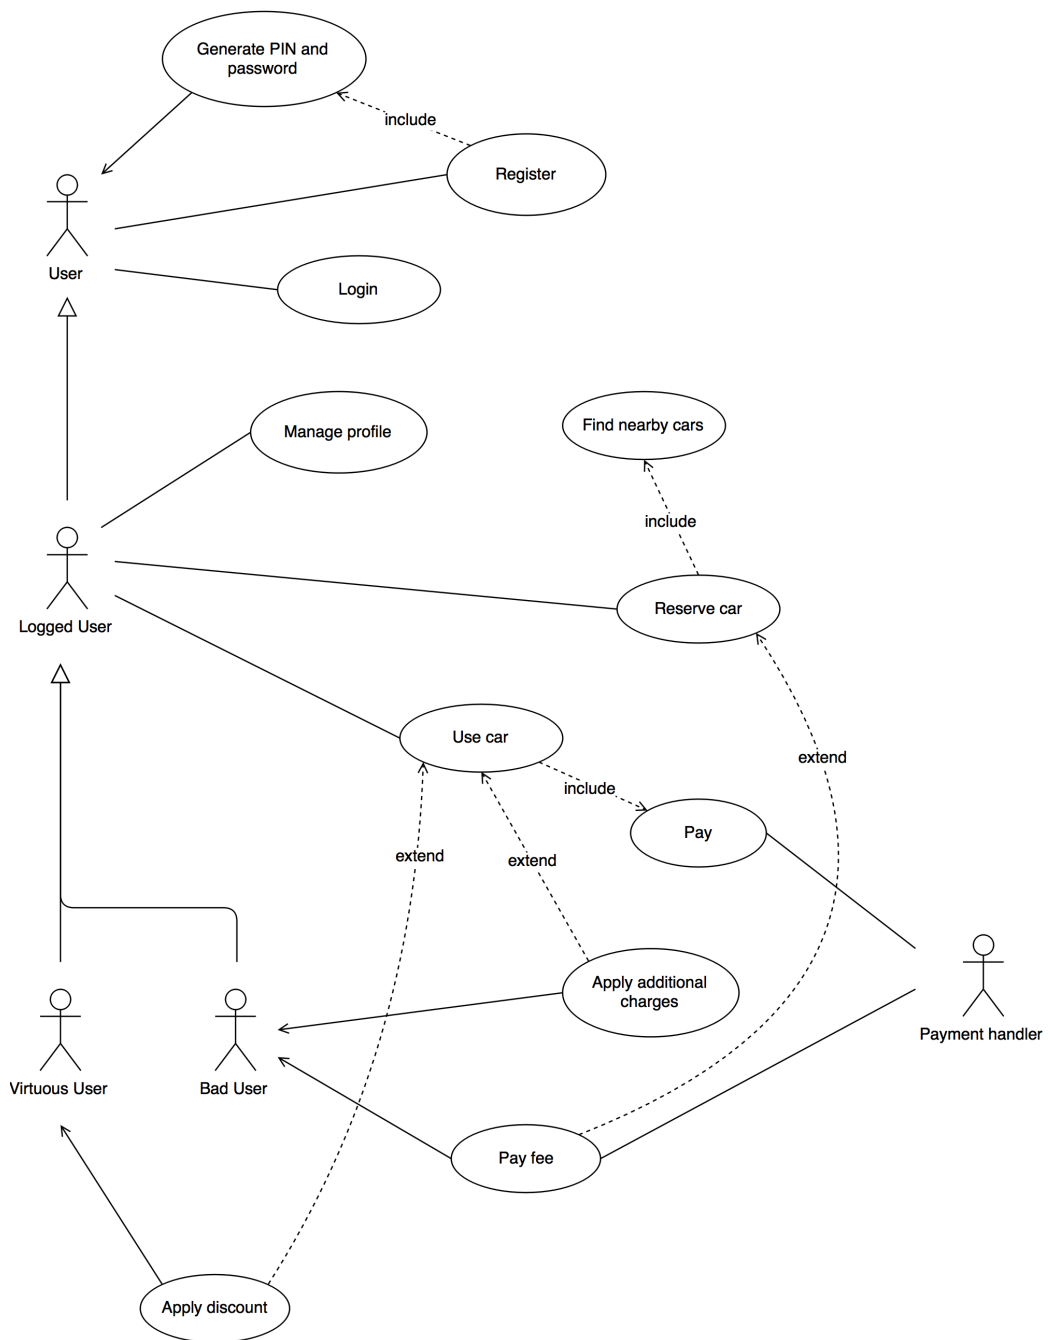 Generate PIN and
password
include
Register
User
Login
Manage profile
Find nearby cars
include
Logged User
Reserve car
Use car
extend
include
Pay
extend
extend
Apply additional
charges
Payment handler
Virtuous User
Bad User
Pay fee
Apply discount